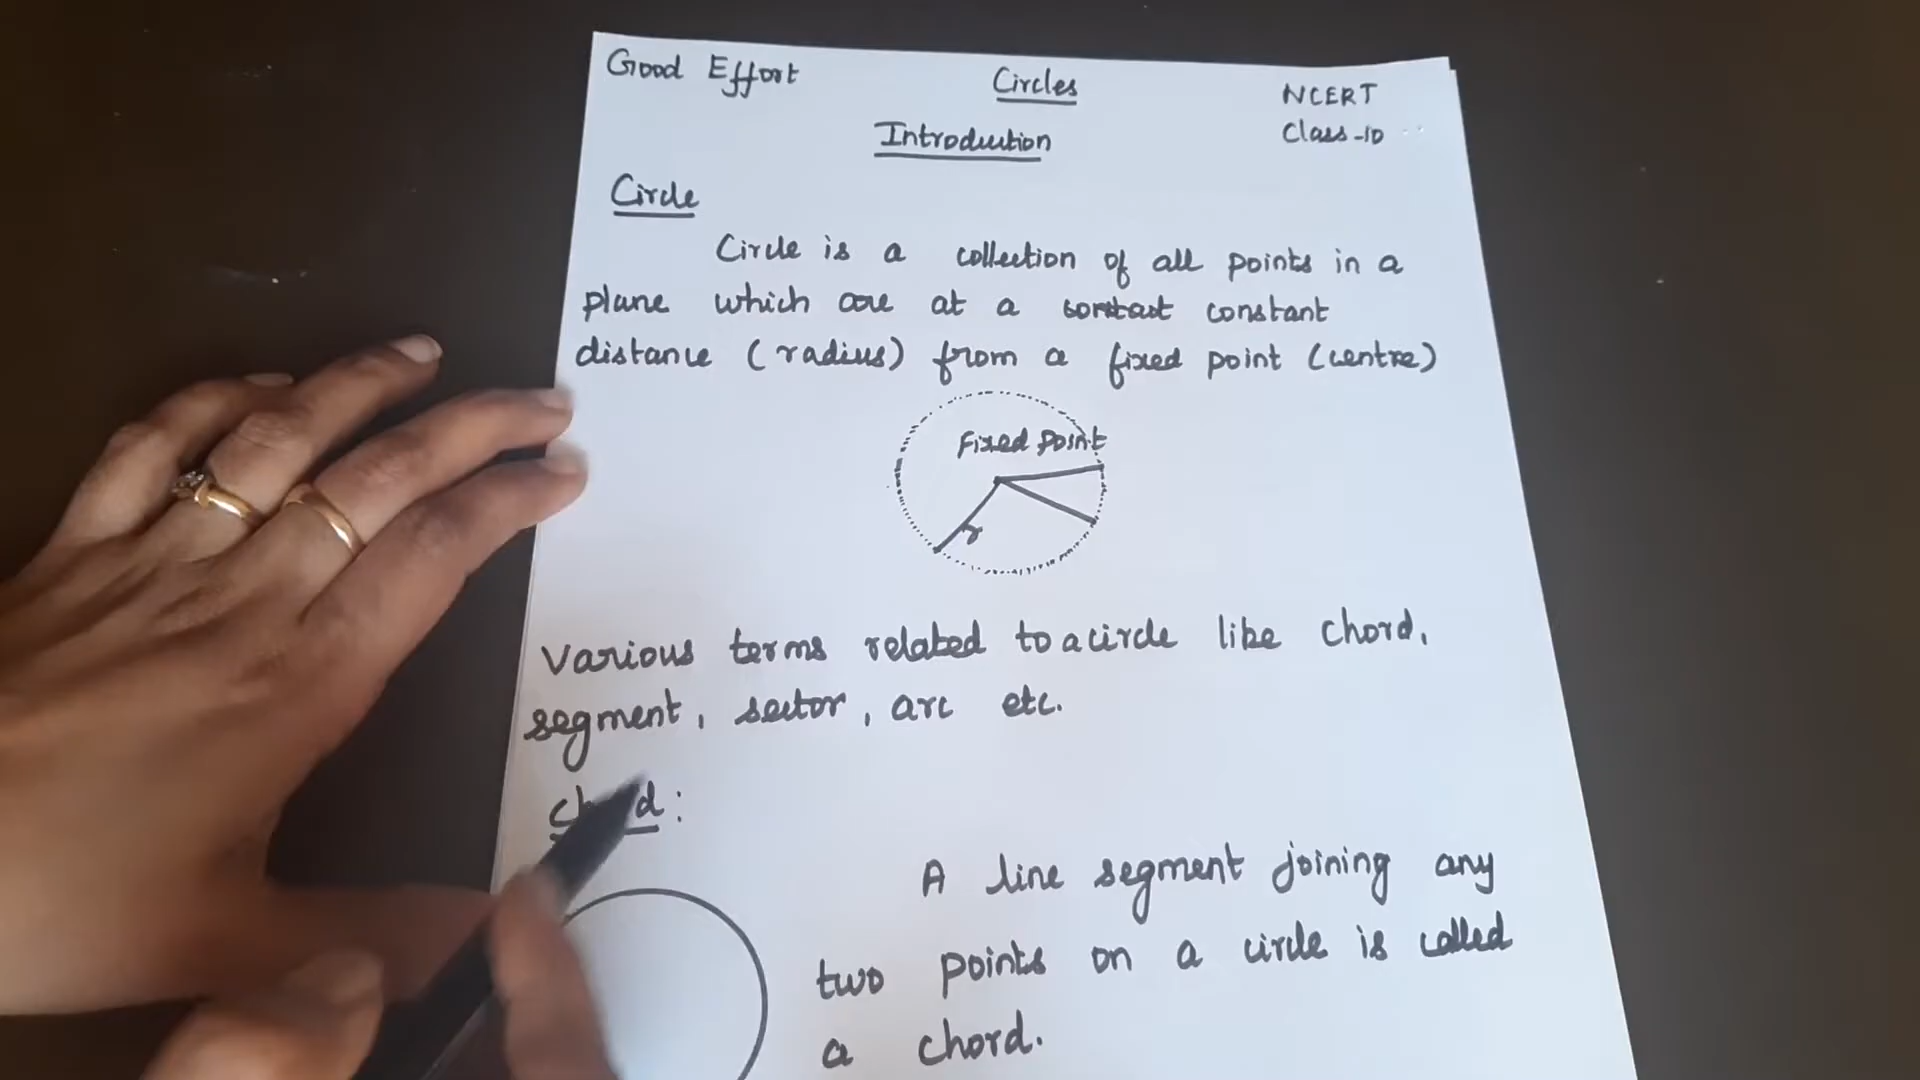 Good Effort
Circles
NCERT
Class-10
Introduction
Circle
Circle is a collection of all points in a
plane which are at a constant
distance (radius) from a fixed point (centre)
Fixed Point
r
Various terms related to a circle like chord,
segment, sector, arc etc.
Chord:
A line segment joining any
two points on a circle is called
a chord.